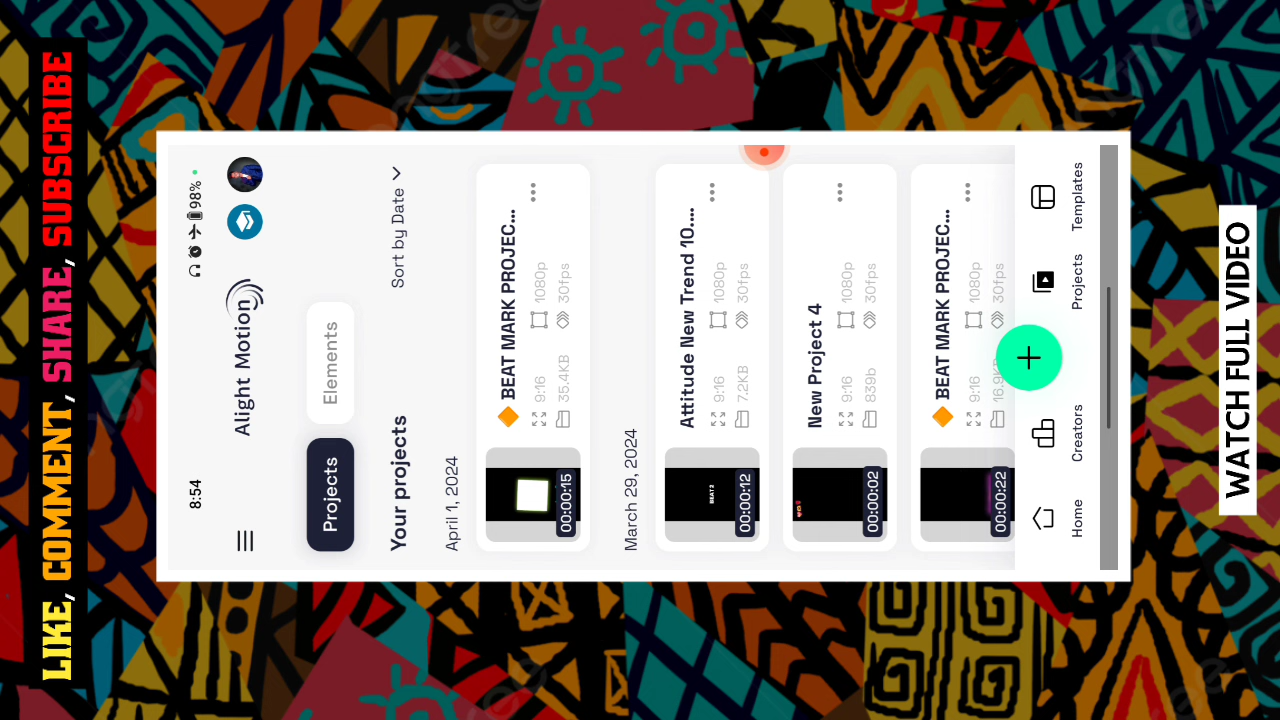 LIKE, COMMENT, SHARE, SUBSCRIBE
8:54
98%
Alight Motion
Projects
Elements
Your projects
Sort by Date
April 1, 2024
BEAT MARK PROJEC...
9:16
1080p
35.4KB
30fps
00:00:15
March 29, 2024
Attitude New Trend 10....
9:16
1080p
7.2KB
30fps
00:00:12
BEAT 2
New Project 4
9:16
1080p
839b
30fps
00:00:02
BEAT MARK PROJEC...
9:16
1080p
30fps
00:00:22
Home
Creators
Projects
Templates
WATCH FULL VIDEO